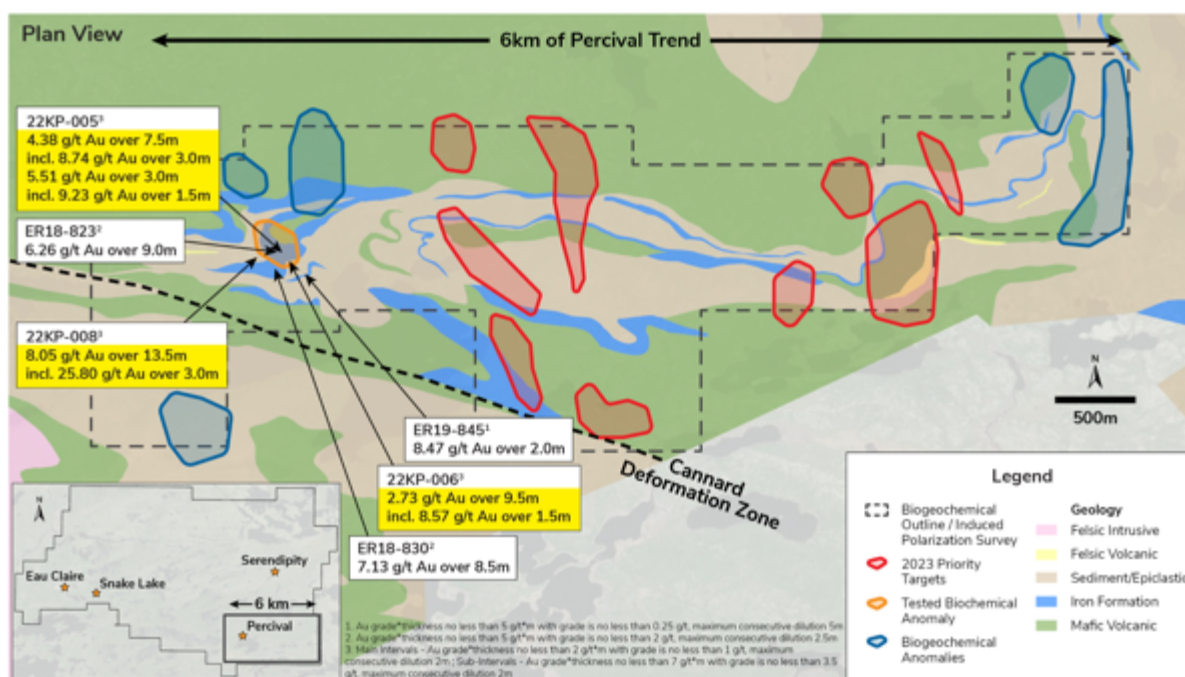 Plan View
6km of Percival Trend
22KP-005³
4.38 g/t Au over 7.5m
incl. 8.74 g/t Au over 3.0m
5.51 g/t Au over 3.0m
incl. 9.23 g/t Au over 1.5m
ER18-823²
6.26 g/t Au over 9.0m
22KP-008³
8.05 g/t Au over 13.5m
incl. 25.80 g/t Au over 3.0m
ER19-845¹
8.47 g/t Au over 2.0m
22KP-006³
2.73 g/t Au over 9.5m
incl. 8.57 g/t Au over 1.5m
ER18-830²
7.13 g/t Au over 8.5m
Cannard
Deformation Zone
N
500m
Legend
Biogeochemical
Outline / Induced
Polarization Survey
2023 Priority
Targets
Tested Biochemical
Anomaly
Biogeochemical
Anomalies
Geology
Felsic Intrusive
Felsic Volcanic
Sediment/Epiclastic
Iron Formation
Mafic Volcanic
N
Eau Claire
Snake Lake
Serendipity
6 km
Percival
1. Au grade*thickness no less than 5 g/t*m with grade is no less than 0.25 g/t, maximum consecutive dilution 5m
2. Au grade*thickness no less than 5 g/t*m with grade is no less than 2 g/t, maximum consecutive dilution 2.5m
3. Main Intervals - Au grade*thickness no less than 2 g/t*m with grade is no less than 1 g/t, maximum
consecutive dilution 2m ; Sub-Intervals - Au grade*thickness no less than 7 g/t*m with grade is no less than 3.5
g/t, maximum consecutive dilution 2m